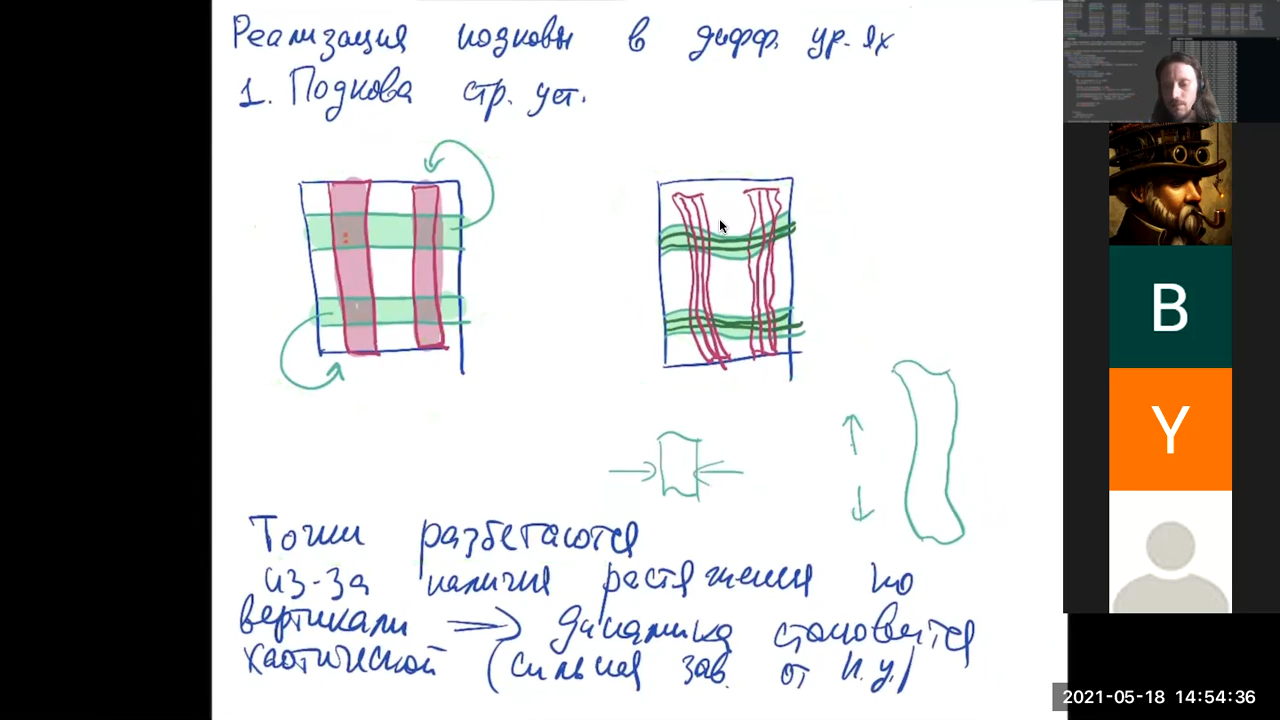 Реализация подковы в дифф. ур-ях
1. Подкова стр. уст.
Точки разбегаются
из-за наличия растяжения по
вертикали => динамика становится
хаотической (сильная зав. от н.у.)
B
Y
2021-05-18 14:54:36